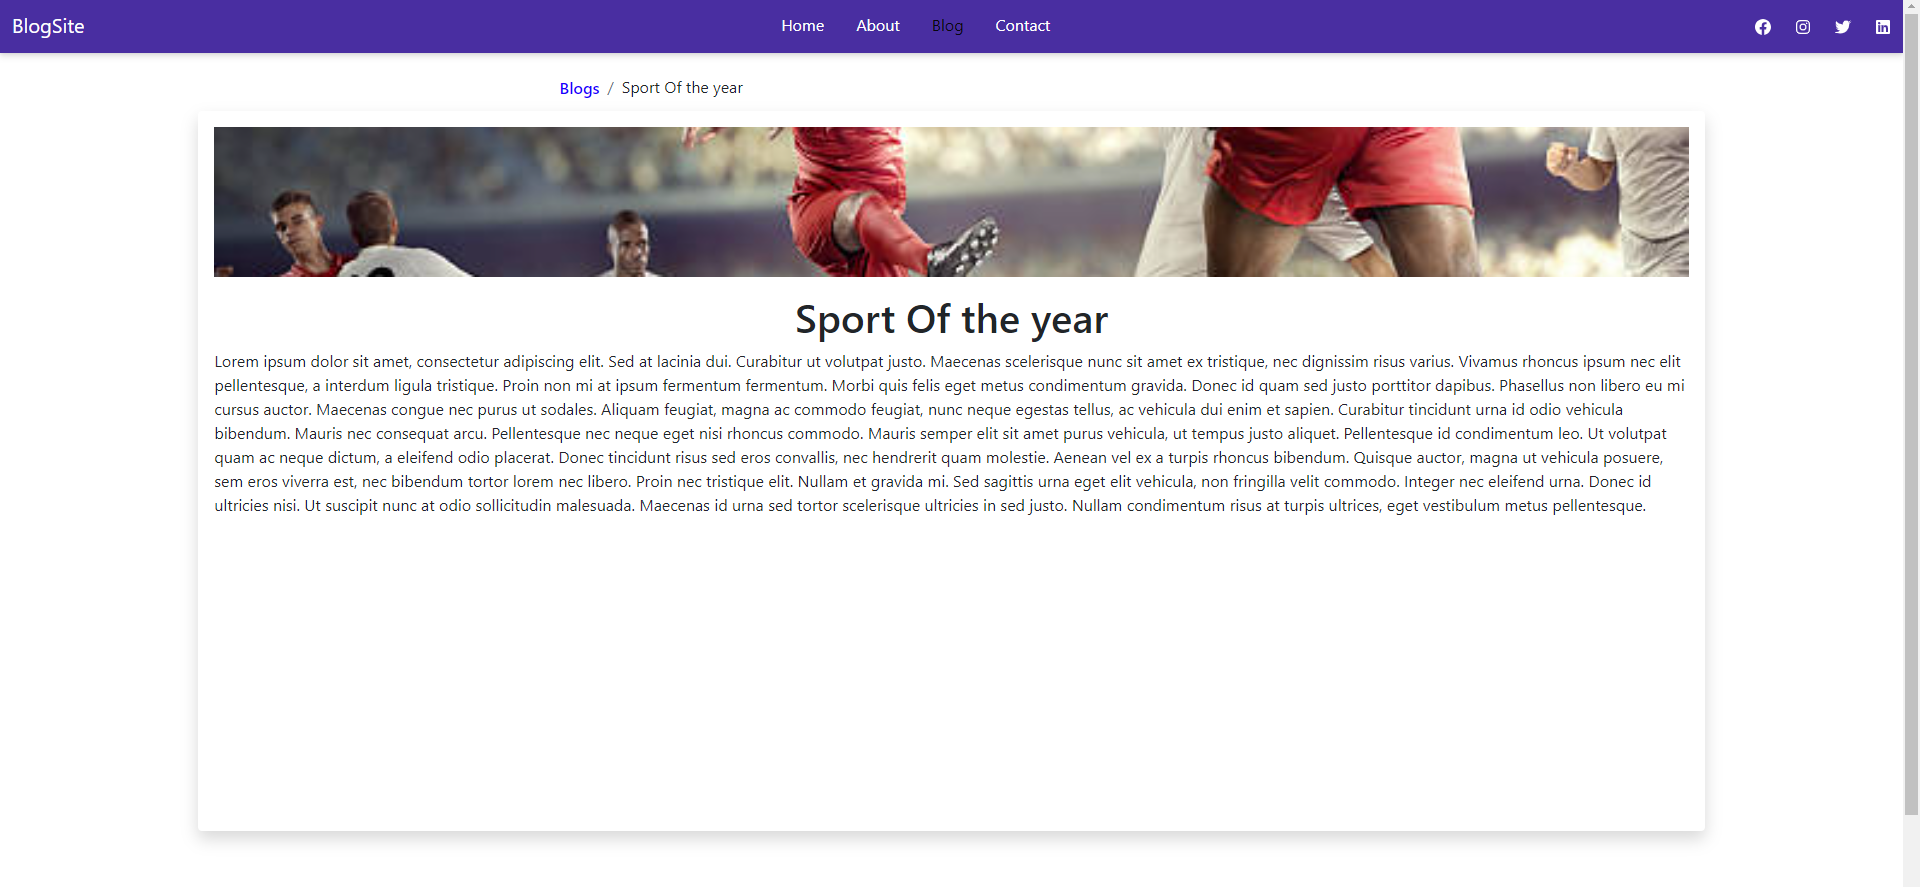 BlogSite Home About Blog Contact
Blogs / Sport Of the year
Sport Of the year
Lorem ipsum dolor sit amet, consectetur adipiscing elit. Sed at lacinia dui. Curabitur ut volutpat justo. Maecenas scelerisque nunc sit amet ex tristique, nec dignissim risus varius. Vivamus rhoncus ipsum nec elit
pellentesque, a interdum ligula tristique. Proin non mi at ipsum fermentum fermentum. Morbi quis felis eget metus condimentum gravida. Donec id quam sed justo porttitor dapibus. Phasellus non libero eu mi
cursus auctor. Maecenas congue nec purus ut sodales. Aliquam feugiat, magna ac commodo feugiat, nunc neque egestas tellus, ac vehicula dui enim et sapien. Curabitur tincidunt urna id odio vehicula
bibendum. Mauris nec consequat arcu. Pellentesque nec neque eget nisi rhoncus commodo. Mauris semper elit sit amet purus vehicula, ut tempus justo aliquet. Pellentesque id condimentum leo. Ut volutpat
quam ac neque dictum, a eleifend odio placerat. Donec tincidunt risus sed eros convallis, nec hendrerit quam molestie. Aenean vel ex a turpis rhoncus bibendum. Quisque auctor, magna ut vehicula posuere,
sem eros viverra est, nec bibendum tortor lorem nec libero. Proin nec tristique elit. Nullam et gravida mi. Sed sagittis urna eget elit vehicula, non fringilla velit commodo. Integer nec eleifend urna. Donec id
ultricies nisi. Ut suscipit nunc at odio sollicitudin malesuada. Maecenas id urna sed tortor scelerisque ultricies in sed justo. Nullam condimentum risus at turpis ultrices, eget vestibulum metus pellentesque.